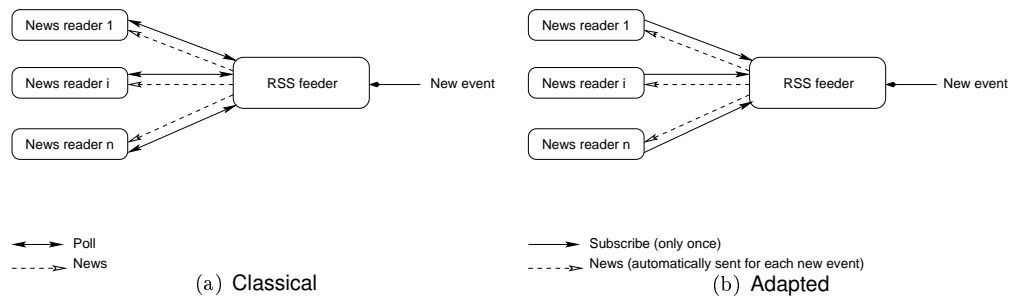 News reader 1
News reader i
RSS feeder
New event
News reader n
Poll
News
(a) Classical
News reader 1
News reader i
RSS feeder
New event
News reader n
Subscribe (only once)
News (automatically sent for each new event)
(b) Adapted